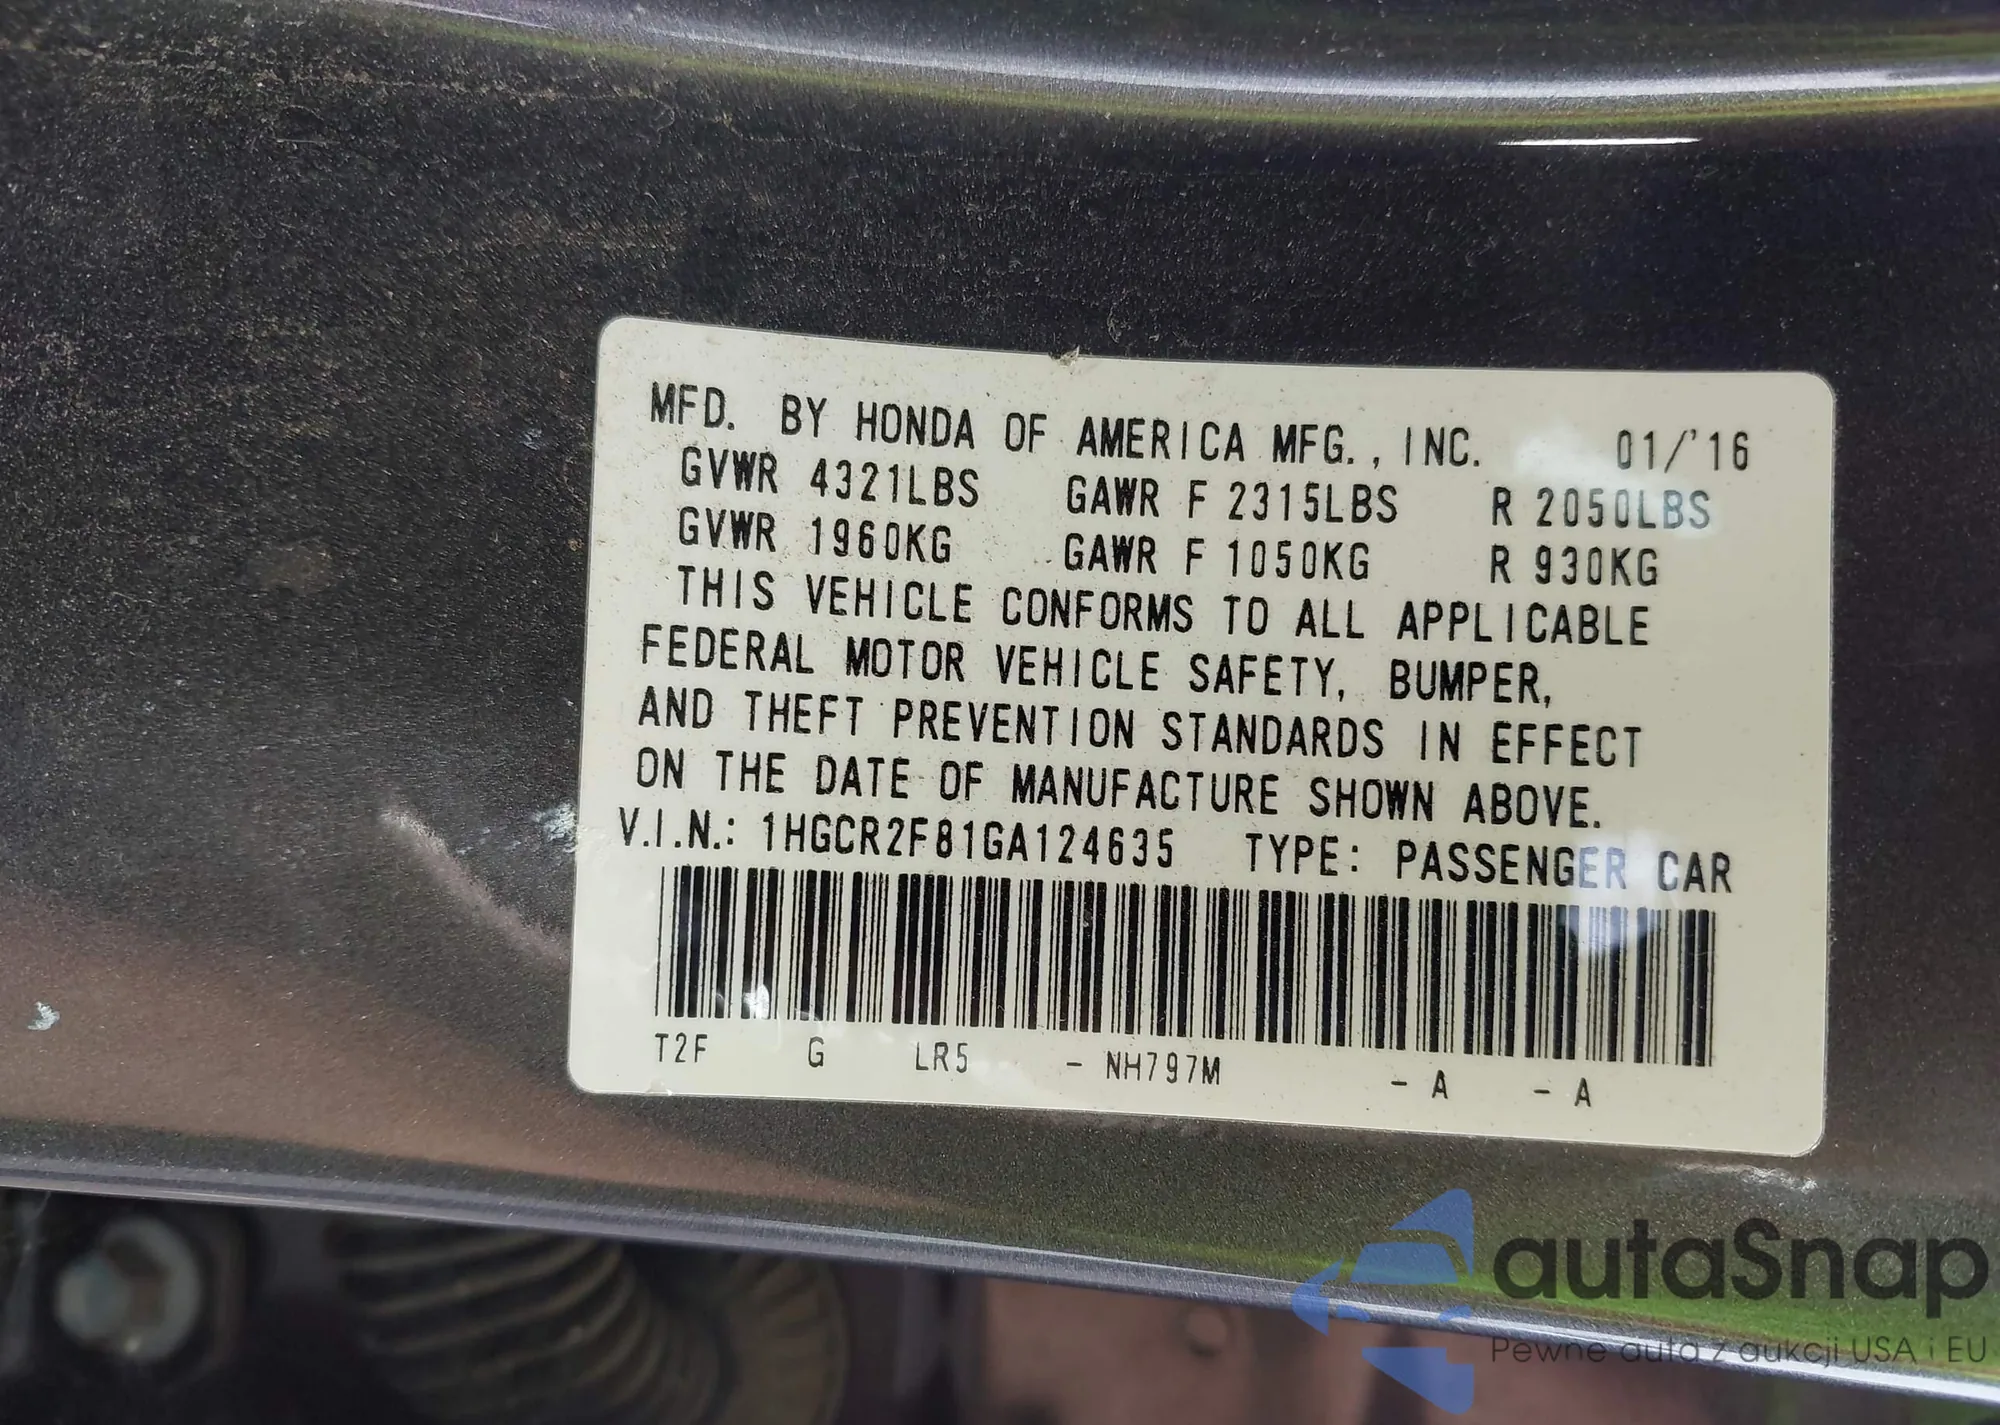 MFD. BY HONDA OF AMERICA MFG., INC. 01/'16
GVWR 4321LBS GAWR F 2315LBS R 2050LBS
GVWR 1960KG GAWR F 1050KG R 930KG
THIS VEHICLE CONFORMS TO ALL APPLICABLE
FEDERAL MOTOR VEHICLE SAFETY, BUMPER,
AND THEFT PREVENTION STANDARDS IN EFFECT
ON THE DATE OF MANUFACTURE SHOWN ABOVE.
V.I.N.: 1HGCR2F81GA124635 TYPE: PASSENGER CAR
T2F G LR5 - NH797M - A - A
autaSnap
Pewne auta z aukcji USA i EU